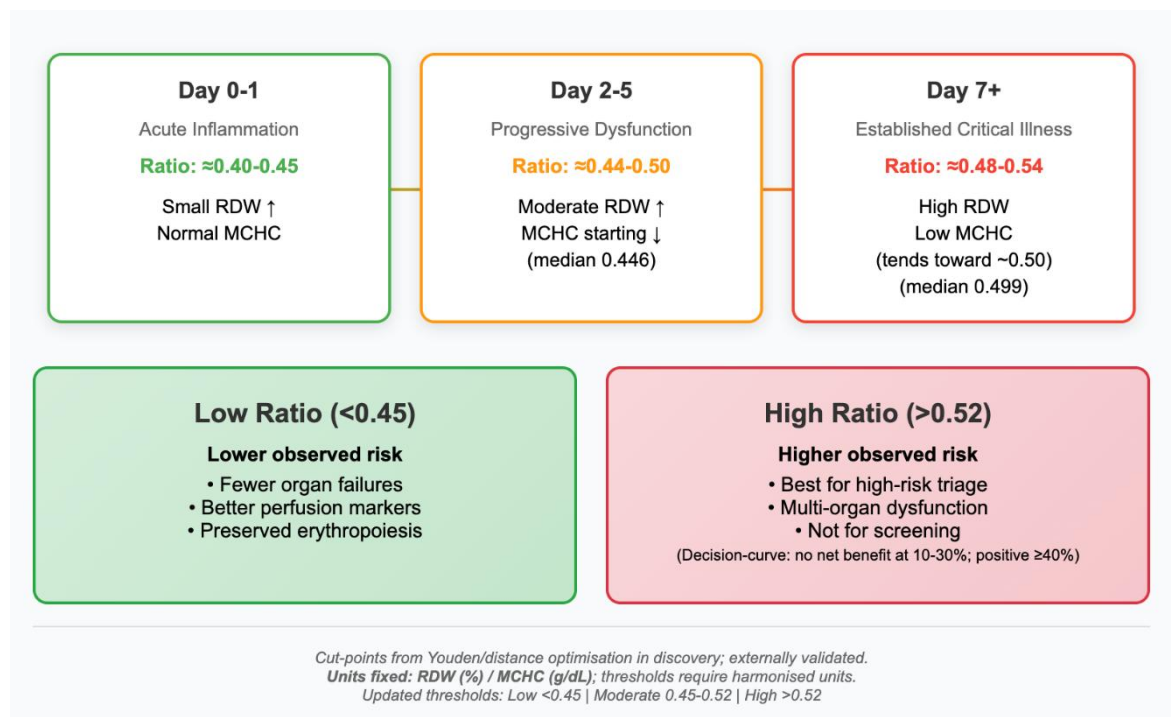 Day 0-1
Acute Inflammation
Ratio: ≈0.40-0.45
Small RDW ↑
Normal MCHC
Day 2-5
Progressive Dysfunction
Ratio: ≈0.44-0.50
Moderate RDW ↑
MCHC starting ↓
(median 0.446)
Day 7+
Established Critical Illness
Ratio: ≈0.48-0.54
High RDW
Low MCHC
(tends toward ~0.50)
(median 0.499)
Low Ratio (<0.45)
Lower observed risk
• Fewer organ failures
• Better perfusion markers
• Preserved erythropoiesis
High Ratio (>0.52)
Higher observed risk
• Best for high-risk triage
• Multi-organ dysfunction
• Not for screening
(Decision-curve: no net benefit at 10-30%; positive ≥40%)
Cut-points from Youden/distance optimisation in discovery; externally validated.
Units fixed: RDW (%) / MCHC (g/dL); thresholds require harmonised units.
Updated thresholds: Low <0.45 | Moderate 0.45-0.52 | High >0.52